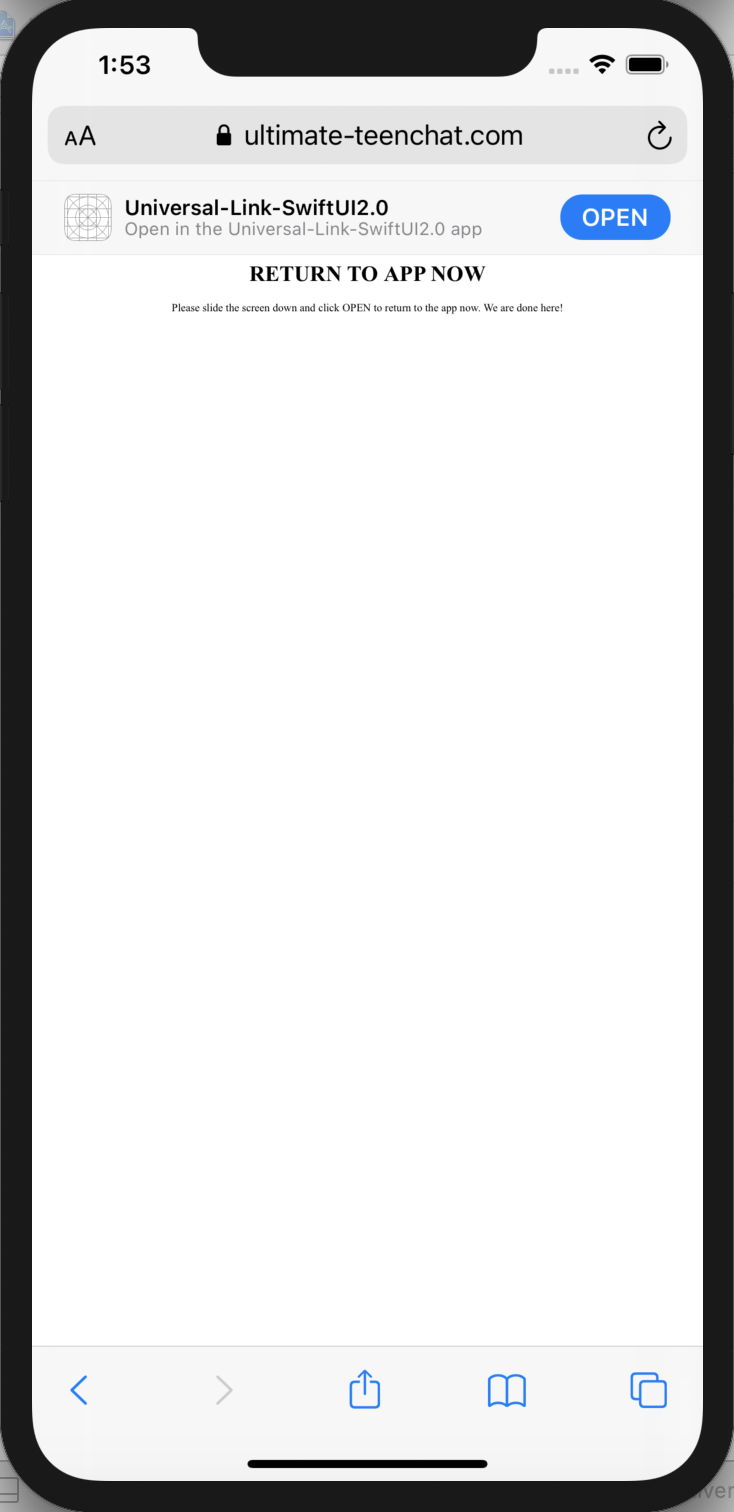 1:53
AA ultimate-teenchat.com
Universal-Link-SwiftUI2.0
Open in the Universal-Link-SwiftUI2.0 app
OPEN
RETURN TO APP NOW
Please slide the screen down and click OPEN to return to the app now. We are done here!